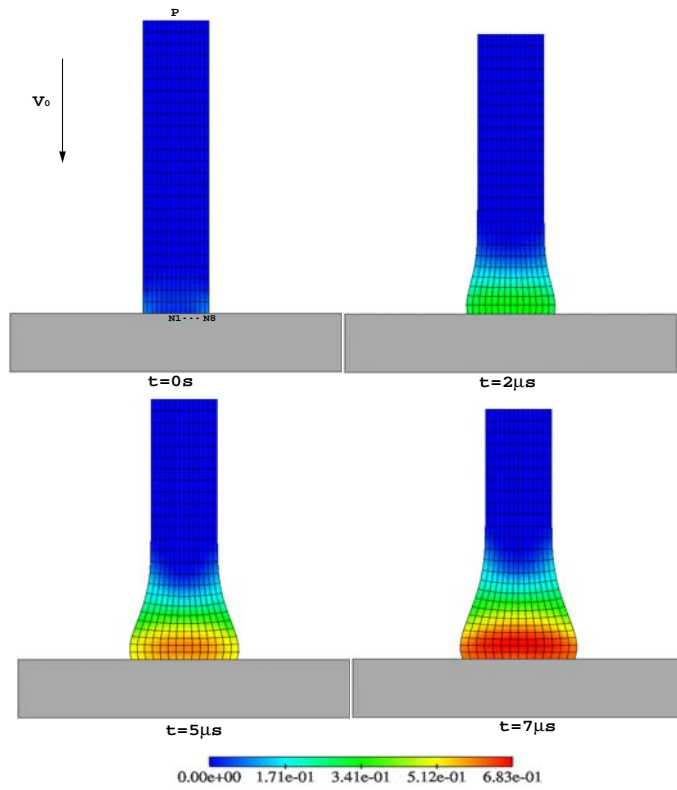 P
V₀
N1··· N8
t=0s
t=2μs
t=5μs
t=7μs
0.00e+00 1.71e-01 3.41e-01 5.12e-01 6.83e-01